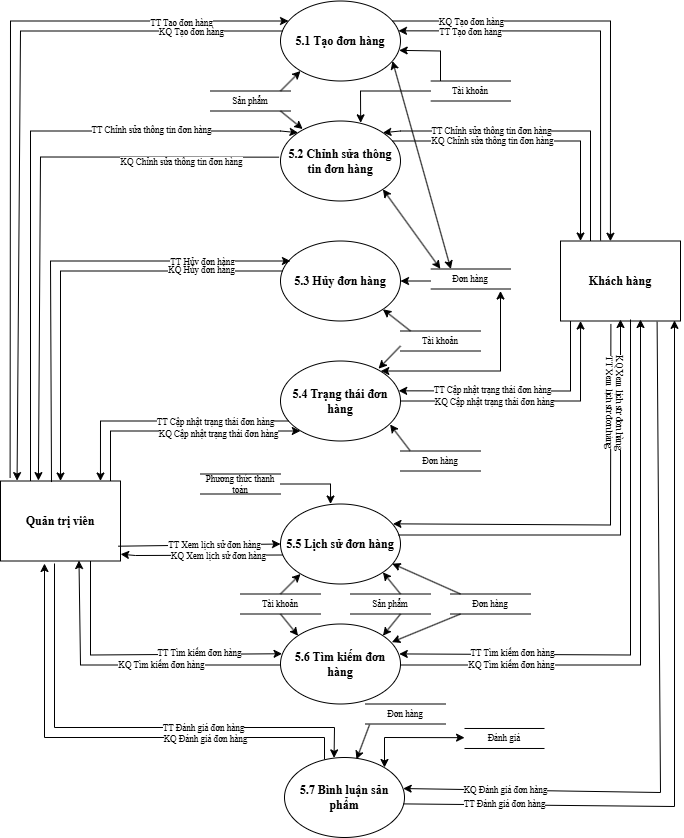 TT Tạo đơn hàng
KQ Tạo đơn hàng
5.1 Tạo đơn hàng
KQ Tạo đơn hàng
TT Tạo đơn hàng
Sản phẩm
Tài khoản
TT Chỉnh sửa thông tin đơn hàng
KQ Chỉnh sửa thông tin đơn hàng
5.2 Chỉnh sửa thông
tin đơn hàng
TT Chỉnh sửa thông tin đơn hàng
KQ Chỉnh sửa thông tin đơn hàng
TT Hủy đơn hàng
KQ Hủy đơn hàng
5.3 Hủy đơn hàng
Đơn hàng
Khách hàng
Tài khoản
TT Cập nhật trạng thái đơn hàng
KQ Cập nhật trạng thái đơn hàng
5.4 Trạng thái đơn
hàng
TT Cập nhật trạng thái đơn hàng
KQ Cập nhật trạng thái đơn hàng
KQ Xem lịch sử đơn hàng
TT Xem lịch sử đơn hàng
Đơn hàng
Phương thức thanh
toán
Quản trị viên
TT Xem lịch sử đơn hàng
KQ Xem lịch sử đơn hàng
5.5 Lịch sử đơn hàng
Tài khoản
Sản phẩm
Đơn hàng
TT Tìm kiếm đơn hàng
KQ Tìm kiếm đơn hàng
5.6 Tìm kiếm đơn
hàng
TT Tìm kiếm đơn hàng
KQ Tìm kiếm đơn hàng
Đơn hàng
TT Đánh giá đơn hàng
KQ Đánh giá đơn hàng
Đánh giá
5.7 Bình luận sản
phẩm
KQ Đánh giá đơn hàng
TT Đánh giá đơn hàng